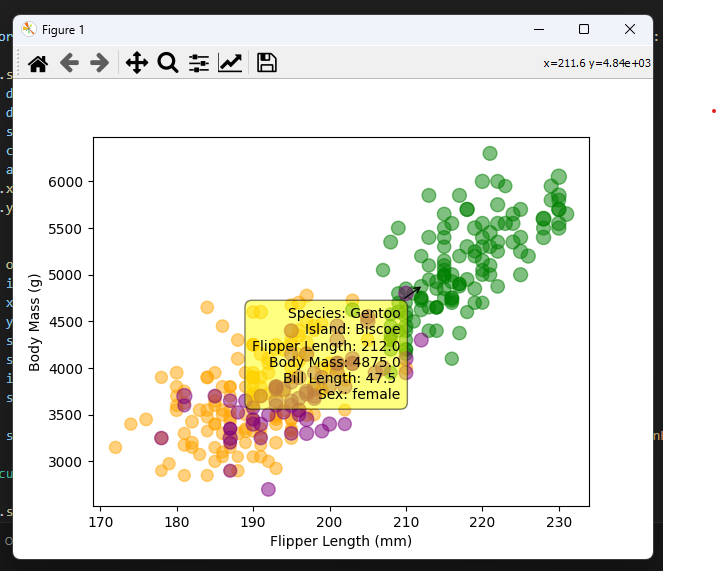 Figure 1
x=211.6 y=4.84e+03
Body Mass (g)
6000
5500
5000
4500
4000
3500
3000
Species: Gentoo
Island: Biscoe
Flipper Length: 212.0
Body Mass: 4875.0
Bill Length: 47.5
Sex: female
170 180 190 200 210 220 230
Flipper Length (mm)